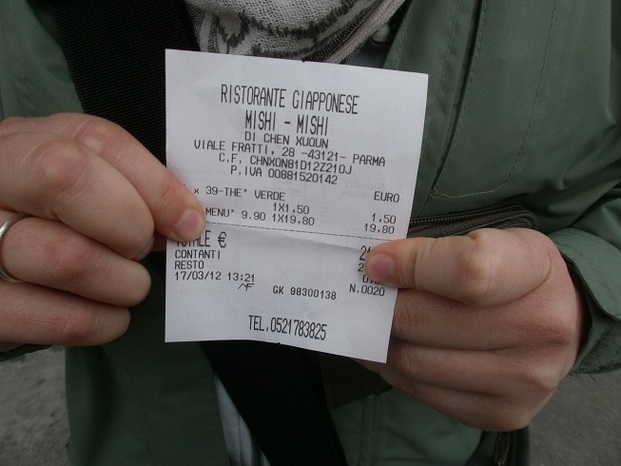 RISTORANTE GIAPPONESE
MISHI - MISHI
DI CHEN XUQUN
VIALE FRATTI, 28 -43121- PARMA
C.F. CHNXQN81D12Z210J
P.IVA 00881520142
EURO
x 39-THE' VERDE
1X1,50 1,50
MENU' 9.90 1X19.80 19,80
TOTALE €
CONTANTI
RESTO
17/03/12 13:21 N.0020
GK 98300138
TEL.0521783825